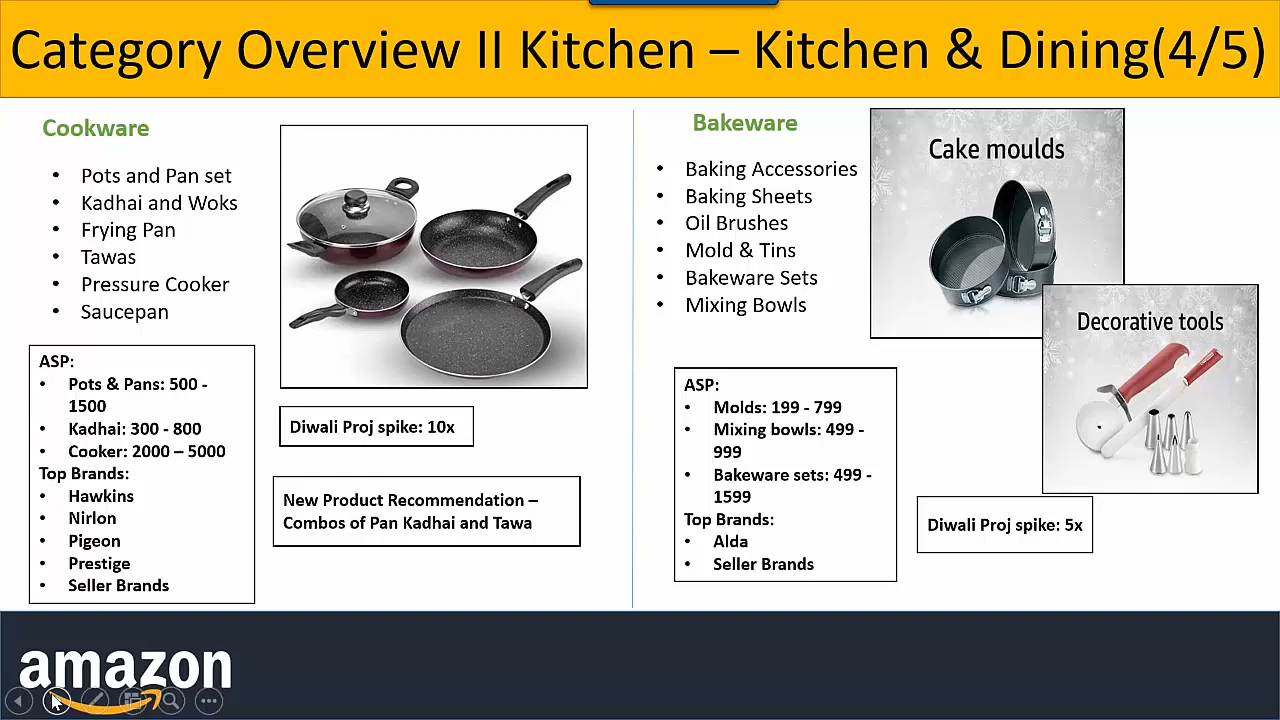 Category Overview II Kitchen – Kitchen & Dining(4/5)
Cookware
• Pots and Pan set
• Kadhai and Woks
• Frying Pan
• Tawas
• Pressure Cooker
• Saucepan
ASP:
• Pots & Pans: 500 -
1500
• Kadhai: 300 - 800
• Cooker: 2000 – 5000
Top Brands:
• Hawkins
• Nirlon
• Pigeon
• Prestige
• Seller Brands
Diwali Proj spike: 10x
New Product Recommendation –
Combos of Pan Kadhai and Tawa
Bakeware
• Baking Accessories
• Baking Sheets
• Oil Brushes
• Mold & Tins
• Bakeware Sets
• Mixing Bowls
Cake moulds
Decorative tools
ASP:
• Molds: 199 - 799
• Mixing bowls: 499 -
999
• Bakeware sets: 499 -
1599
Top Brands:
• Alda
• Seller Brands
Diwali Proj spike: 5x
amazon